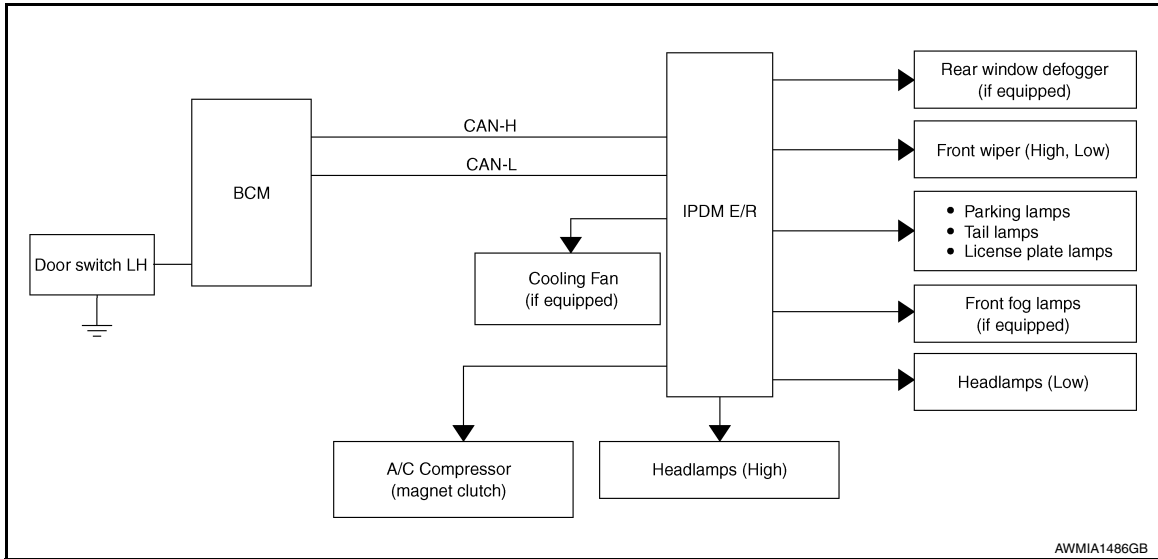 Door switch LH
BCM
CAN-H
CAN-L
IPDM E/R
Cooling Fan
(if equipped)
A/C Compressor
(magnet clutch)
Headlamps (High)
Rear window defogger
(if equipped)
Front wiper (High, Low)
• Parking lamps
• Tail lamps
• License plate lamps
Front fog lamps
(if equipped)
Headlamps (Low)
AWMIA1486GB